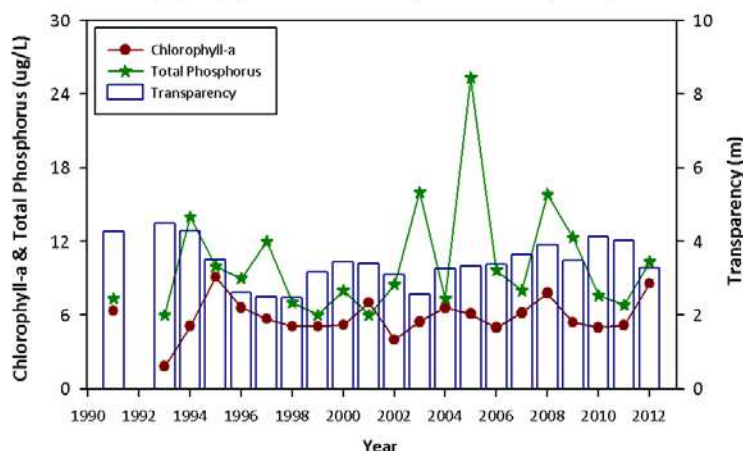 30
24
18
12
6
0
Chlorophyll-a & Total Phosphorus (ug/L)
Chlorophyll-a
Total Phosphorus
Transparency
10
8
6
4
2
0
Transparency (m)
1990 1992 1994 1996 1998 2000 2002 2004 2006 2008 2010 2012
Year